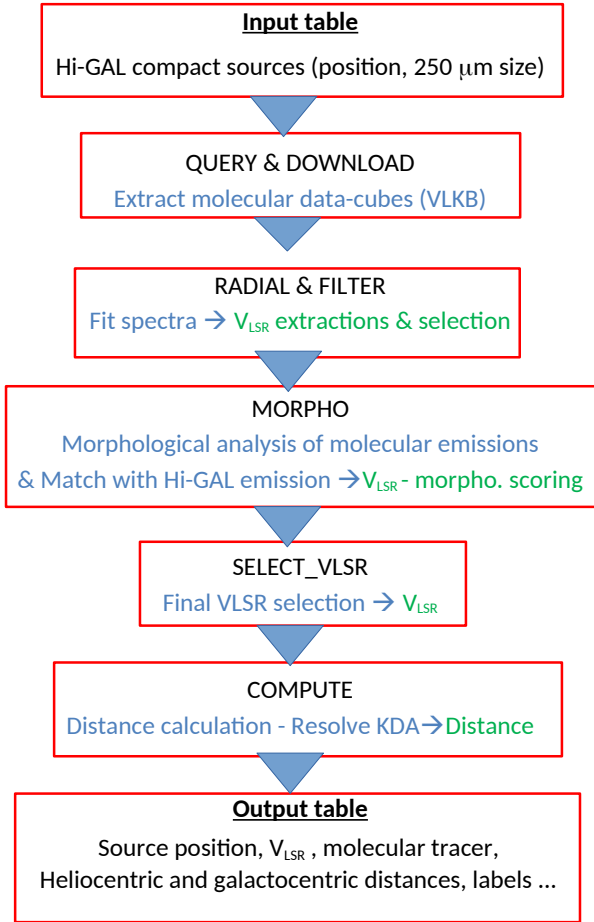 Input table
Hi-GAL compact sources (position, 250 μm size)
QUERY & DOWNLOAD
Extract molecular data-cubes (VLKB)
RADIAL & FILTER
Fit spectra → VLSR extractions & selection
MORPHO
Morphological analysis of molecular emissions
& Match with Hi-GAL emission → VLSR - morpho. scoring
SELECT_VLSR
Final VLSR selection → VLSR
COMPUTE
Distance calculation - Resolve KDA → Distance
Output table
Source position, VLSR , molecular tracer,
Heliocentric and galactocentric distances, labels ...